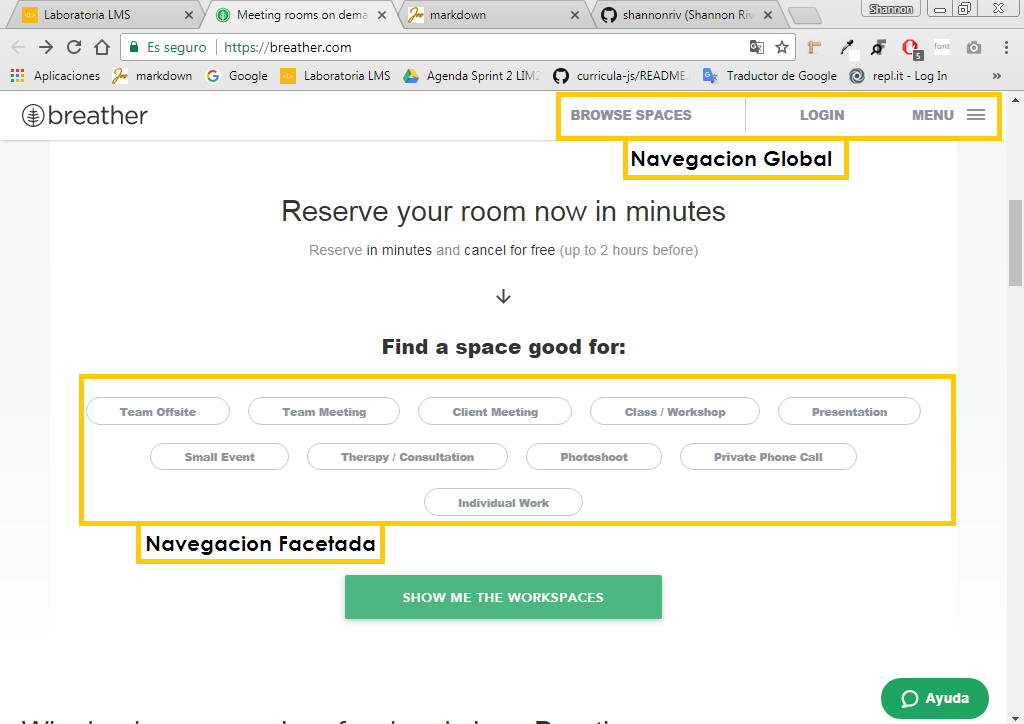 Laboratoria LMS
Meeting rooms on dema
markdown
shannonriv (Shannon Riv
Shannon
Es seguro
https://breather.com
Aplicaciones
markdown
Google
Laboratoria LMS
Agenda Sprint 2 LIM2
curricula-js/README.
Traductor de Google
repl.it - Log In
»
5
font
breather
BROWSE SPACES
LOGIN
MENU
Navegacion Global
Reserve your room now in minutes
Reserve in minutes and cancel for free (up to 2 hours before)
Find a space good for:
Team Offsite
Team Meeting
Client Meeting
Class / Workshop
Presentation
Small Event
Therapy / Consultation
Photoshoot
Private Phone Call
Individual Work
Navegacion Facetada
SHOW ME THE WORKSPACES
Ayuda